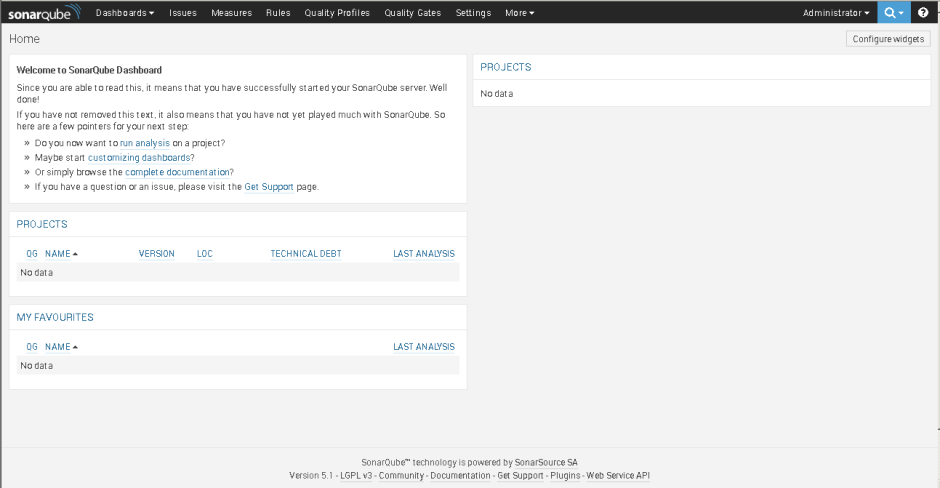 sonarqube Dashboards Issues Measures Rules Quality Profiles Quality Gates Settings More Administrator ?
Home Configure widgets
Welcome to SonarQube Dashboard
Since you are able to read this, it means that you have successfully started your SonarQube server. Well
done!
If you have not removed this text, it also means that you have not yet played much with SonarQube. So
here are a few pointers for your next step:
» Do you now want to run analysis on a project?
» Maybe start customizing dashboards?
» Or simply browse the complete documentation?
» If you have a question or an issue, please visit the Get Support page.
PROJECTS
No data
PROJECTS
QG NAME VERSION LOC TECHNICAL DEBT LAST ANALYSIS
No data
MY FAVOURITES
QG NAME LAST ANALYSIS
No data
SonarQube™ technology is powered by SonarSource SA
Version 5.1 - LGPL v3 - Community - Documentation - Get Support - Plugins - Web Service API